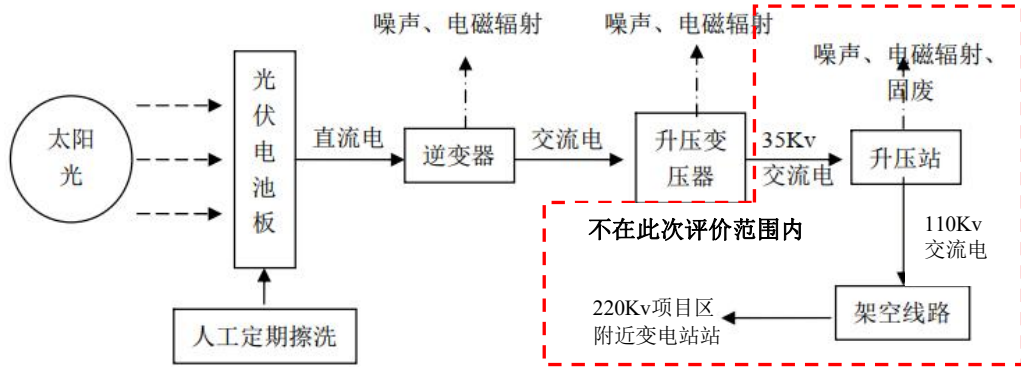 噪声、电磁辐射
噪声、电磁辐射
噪声、电磁辐射、
固废
太阳
光
光
伏
电
池
板
直流电
逆变器
交流电
升压变
压器
35Kv
交流电
升压站
不在此次评价范围内
110Kv
交流电
220Kv项目区
附近变电站站
架空线路
人工定期擦洗